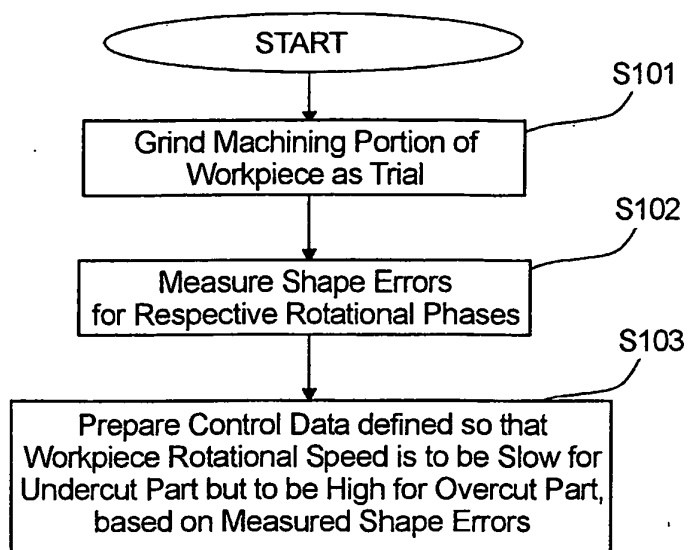 START
S101
Grind Machining Portion of
Workpiece as Trial
S102
Measure Shape Errors
for Respective Rotational Phases
S103
Prepare Control Data defined so that
Workpiece Rotational Speed is to be Slow for
Undercut Part but to be High for Overcut Part,
based on Measured Shape Errors